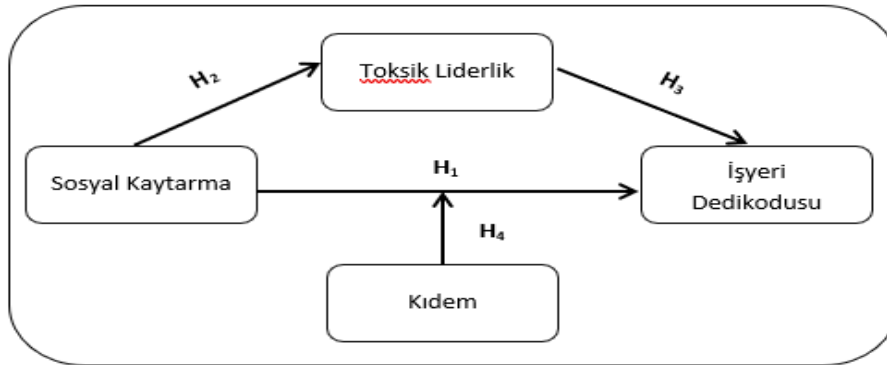 Toksik Liderlik
H₂
H₃
Sosyal Kaytarma
H₁
İşyeri
Dedikodusu
H₄
Kıdem